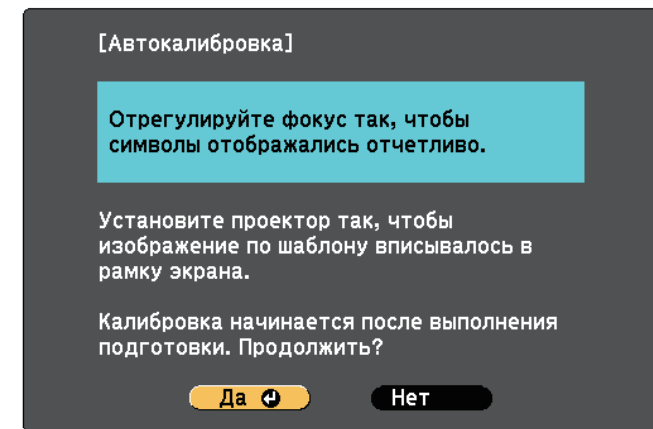 [Автокалибровка]
Отрегулируйте фокус так, чтобы
символы отображались отчетливо.
Установите проектор так, чтобы
изображение по шаблону вписывалось в
рамку экрана.
Калибровка начинается после выполнения
подготовки. Продолжить?
Да Нет